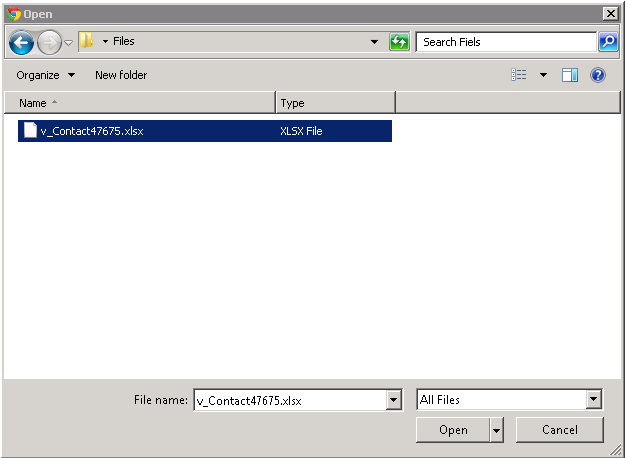 Open
Files
Search Fiels
Organize
New folder
Name
Type
v_Contact47675.xlsx
XLSX File
File name:
v_Contact47675.xlsx
All Files
Open
Cancel